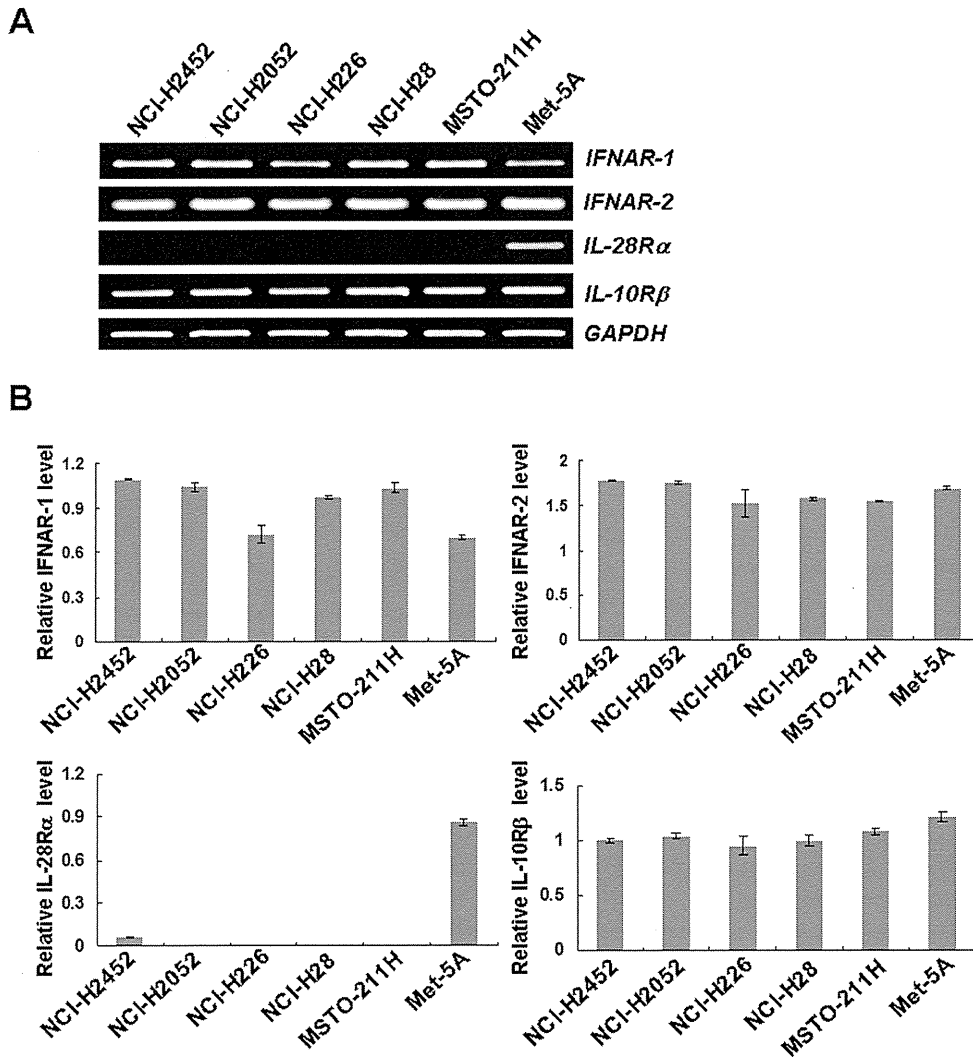 A
NCI-H2452
NCI-H2052
NCI-H226
NCI-H28
MSTO-211H
Met-5A
IFNAR-1
IFNAR-2
IL-28Rα
IL-10Rβ
GAPDH
B
Relative IFNAR-1 level
1.2
0.9
0.6
0.3
0
NCI-H2452
NCI-H2052
NCI-H226
NCI-H28
MSTO-211H
Met-5A
Relative IFNAR-2 level
2
1.5
1
0.5
0
NCI-H2452
NCI-H2052
NCI-H226
NCI-H28
MSTO-211H
Met-5A
Relative IL-28Rα level
1.2
0.9
0.6
0.3
0
NCI-H2452
NCI-H2052
NCI-H226
NCI-H28
MSTO-211H
Met-5A
Relative IL-10Rβ level
1.5
1
0.5
0
NCI-H2452
NCI-H2052
NCI-H226
NCI-H28
MSTO-211H
Met-5A